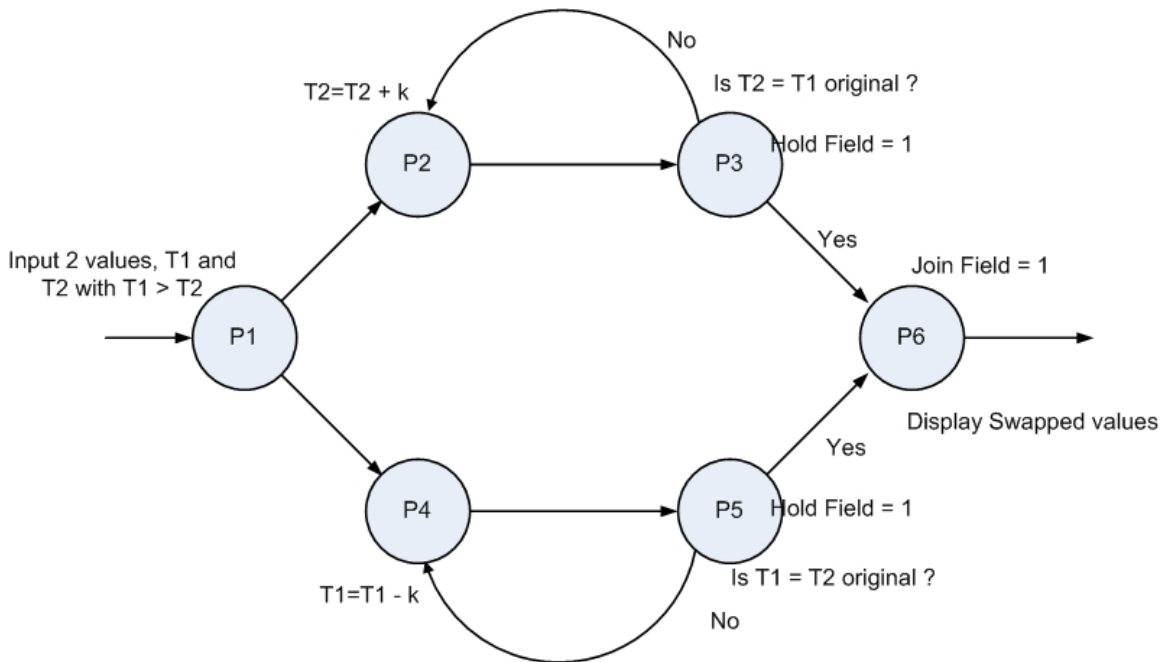 No
Is T2 = T1 original ?
T2=T2 + k
Hold Field = 1
P2
P3
Yes
Input 2 values, T1 and
T2 with T1 > T2
Join Field = 1
P1
P6
Display Swapped values
Yes
P4
P5
Hold Field = 1
Is T1 = T2 original ?
T1=T1 - k
No